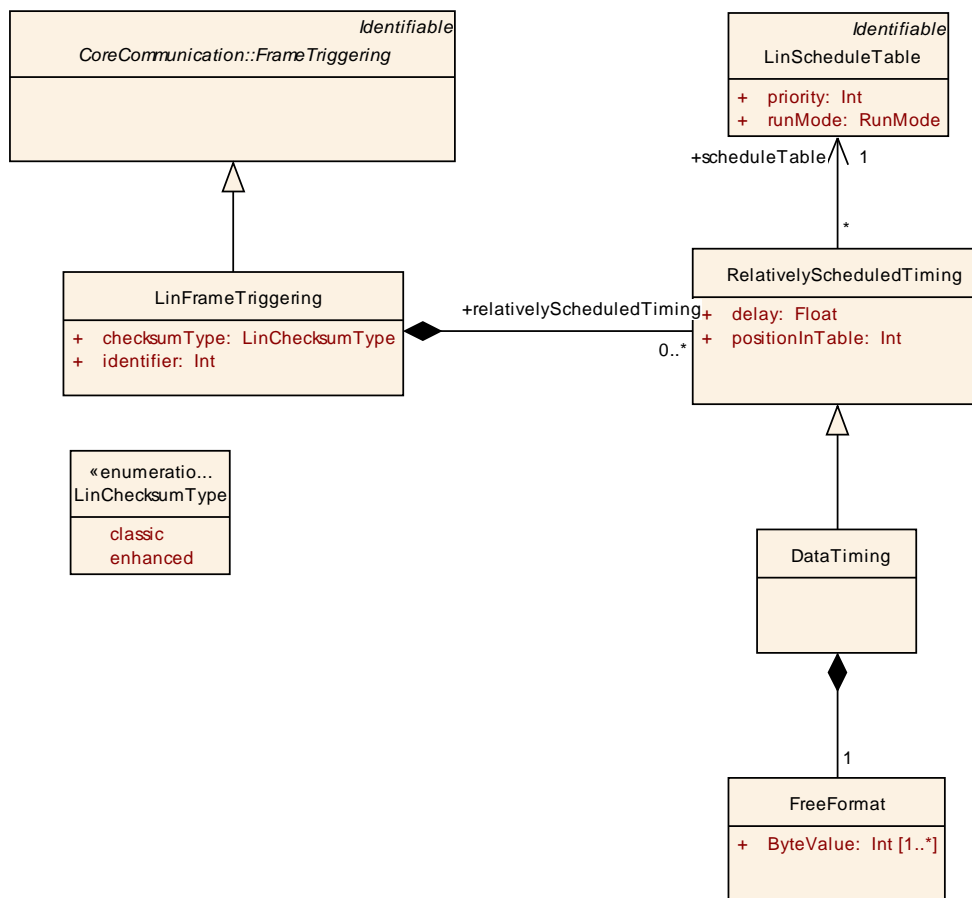 Identifiable
CoreCommunication::FrameTriggering
Identifiable
LinScheduleTable
+ priority: Int
+ runMode: RunMode
+scheduleTable
1
*
LinFrameTriggering
+ checksumType: LinChecksumType
+ identifier: Int
+relativelyScheduledTiming
0..*
RelativelyScheduledTiming
+ delay: Float
+ positionInTable: Int
«enumeratio...
LinChecksumType
classic
enhanced
DataTiming
1
FreeFormat
+ ByteValue: Int [1..*]